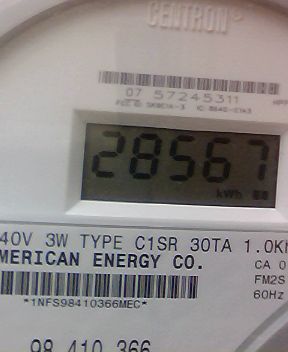 CENTRON®
07 57245311
28567
kWh
40V 3W TYPE C1SR 30TA 1.0Kh
MERICAN ENERGY CO.
CA 0
FM2S
60Hz
*1NFS98410366MEC*
98 410 366